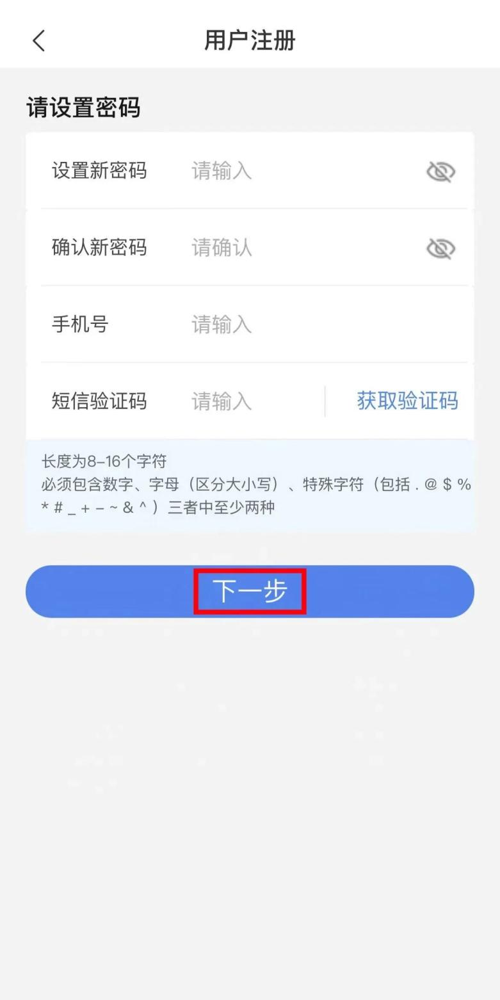 用户注册
请设置密码
设置新密码 请输入
确认新密码 请确认
手机号 请输入
短信验证码 请输入 获取验证码
长度为8–16个字符
必须包含数字、字母（区分大小写）、特殊字符（包括 . @ $ %
* # _ + – ~ & ^ ）三者中至少两种
下一步